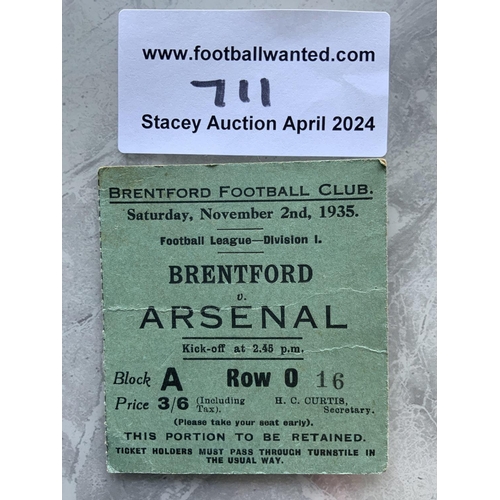 www.footballwanted.com
711
Stacey Auction April 2024
BRENTFORD FOOTBALL CLUB.
Saturday, November 2nd, 1935.
Football League—Division I.
BRENTFORD
v.
ARSENAL
Kick-off at 2.45 p.m.
Block A Row O 16
Price 3/6 (Including Tax). H. C. CURTIS, Secretary.
(Please take your seat early).
THIS PORTION TO BE RETAINED.
TICKET HOLDERS MUST PASS THROUGH TURNSTILE IN
THE USUAL WAY.